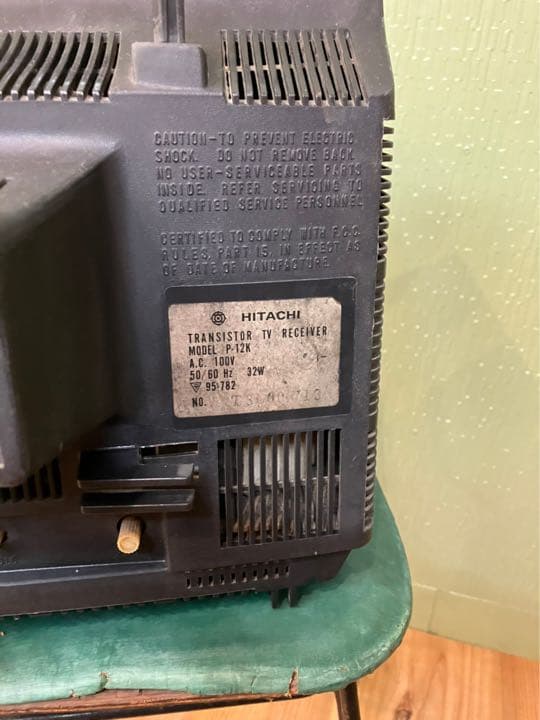 CAUTION-TO PREVENT ELECTRIC
SHOCK. DO NOT REMOVE BACK.
NO USER-SERVICEABLE PARTS
INSIDE. REFER SERVICING TO
QUALIFIED SERVICE PERSONNEL
CERTIFIED TO COMPLY WITH F.C.C.
RULES, PART 15, IN EFFECT AS
OF DATE OF MANUFACTURE.
HITACHI
TRANSISTOR TV RECEIVER
MODEL P-12K
A.C. 100V
50/60 Hz 32W
95-782
NO.